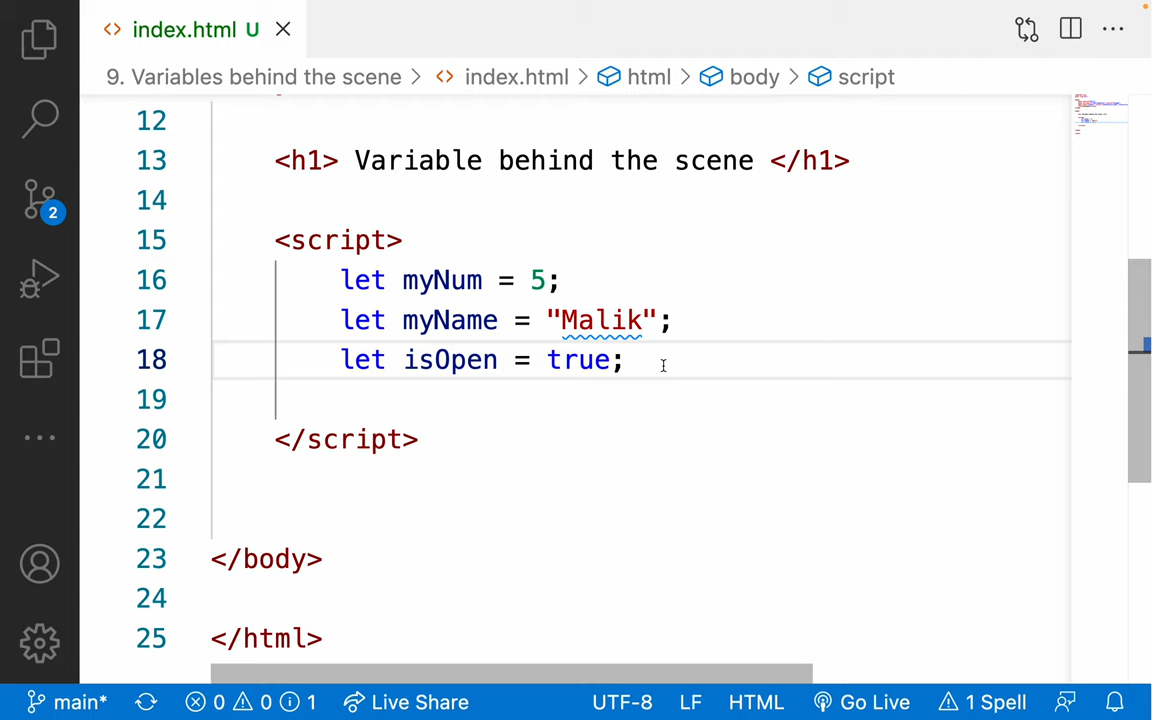 index.html U
9. Variables behind the scene > index.html > html > body > script
12
13 <h1> Variable behind the scene </h1>
14
15 <script>
16 let myNum = 5;
17 let myName = "Malik";
18 let isOpen = true;
19
20 </script>
21
22
23 </body>
24
25 </html>
2
main* 0 0 1 Live Share UTF-8 LF HTML Go Live 1 Spell